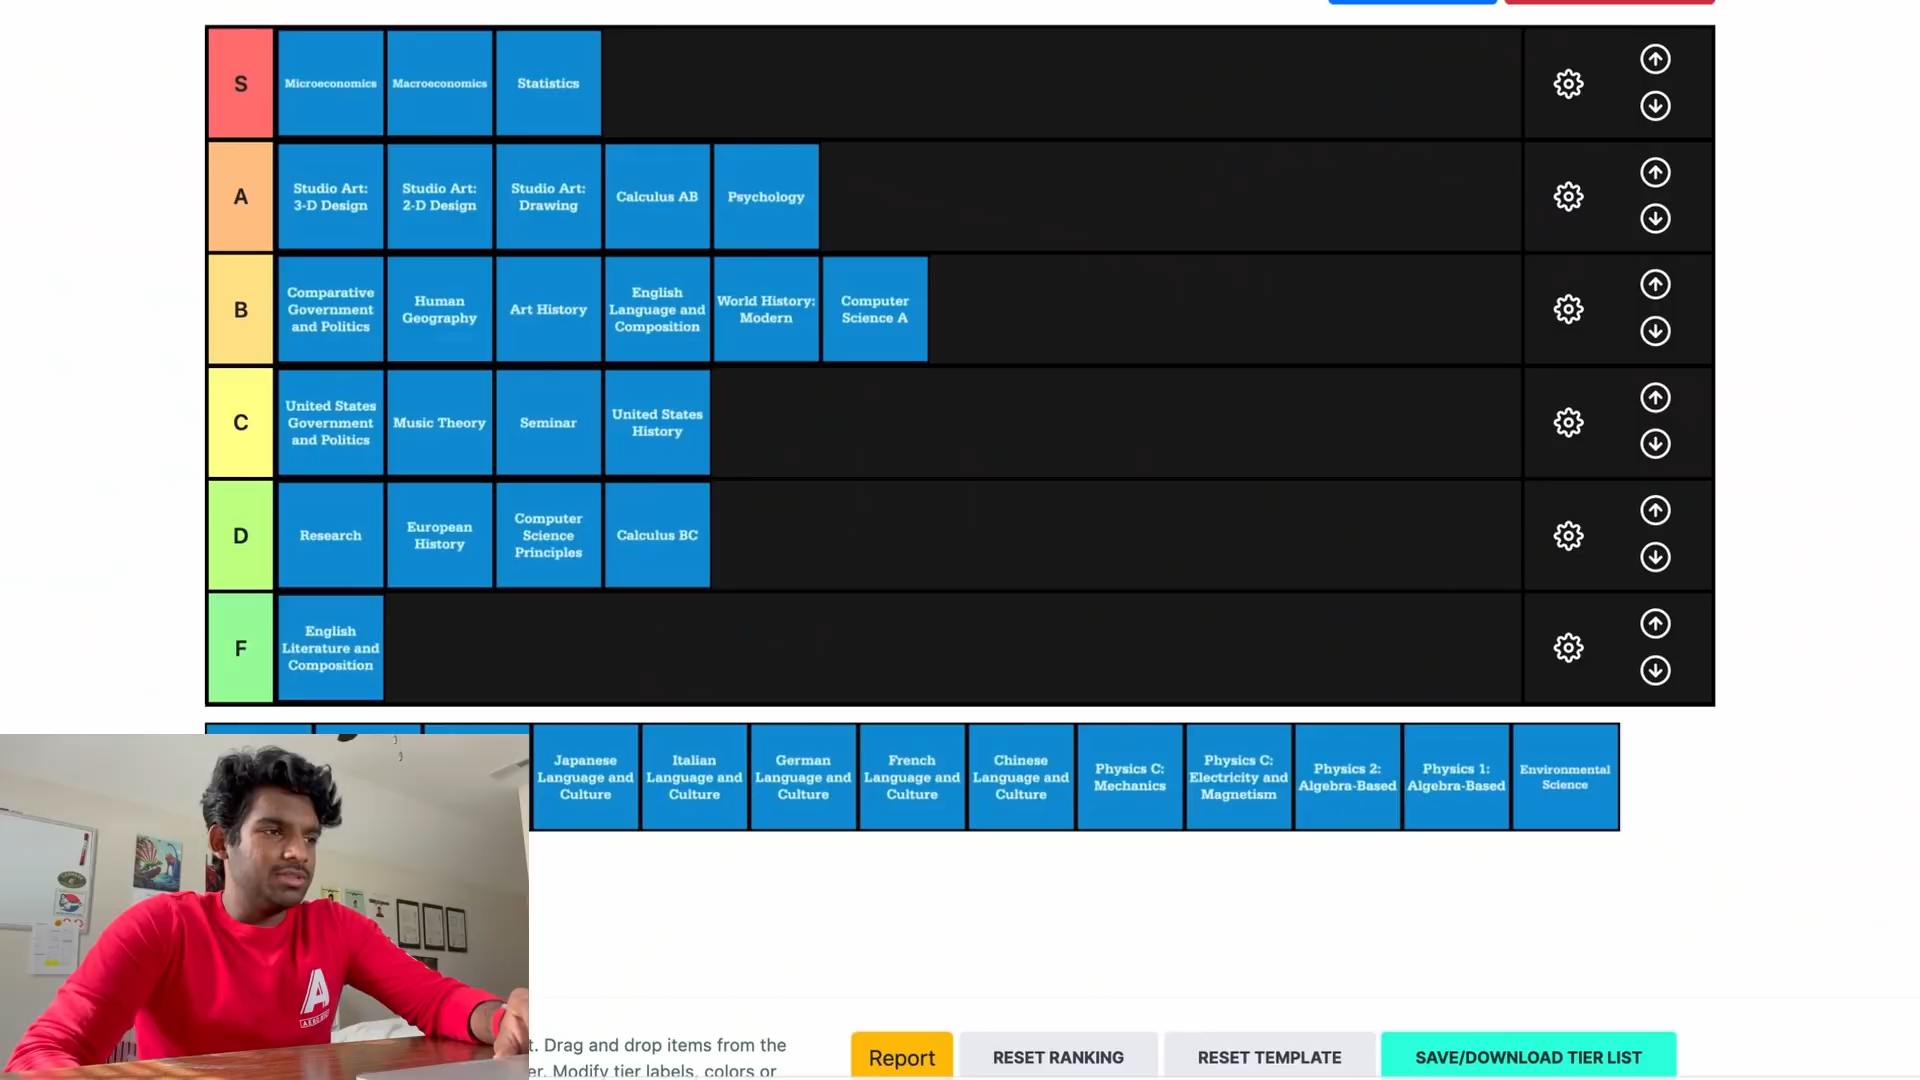 S
Microeconomics
Macroeconomics
Statistics
A
Studio Art:
3-D Design
Studio Art:
2-D Design
Studio Art:
Drawing
Calculus AB
Psychology
B
Comparative
Government
and Politics
Human
Geography
Art History
English
Language and
Composition
World History:
Modern
Computer
Science A
C
United States
Government
and Politics
Music Theory
Seminar
United States
History
D
Research
European
History
Computer
Science
Principles
Calculus BC
F
English
Literature and
Composition
Japanese
Language and
Culture
Italian
Language and
Culture
German
Language and
Culture
French
Language and
Culture
Chinese
Language and
Culture
Physics C:
Mechanics
Physics C:
Electricity and
Magnetism
Physics 2:
Algebra-Based
Physics 1:
Algebra-Based
Environmental
Science
A
t. Drag and drop items from the
er. Modify tier labels, colors or
Report
RESET RANKING
RESET TEMPLATE
SAVE/DOWNLOAD TIER LIST